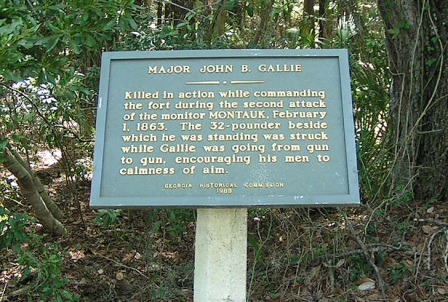 MAJOR JOHN B. GALLIE
Killed in action while commanding
the fort during the second attack
of the monitor MONTAUK, February
1, 1863. The 32-pounder beside
which he was standing was struck
while Gallie was going from gun
to gun, encouraging his men to
calmness of aim.
GEORGIA HISTORICAL COMMISSION